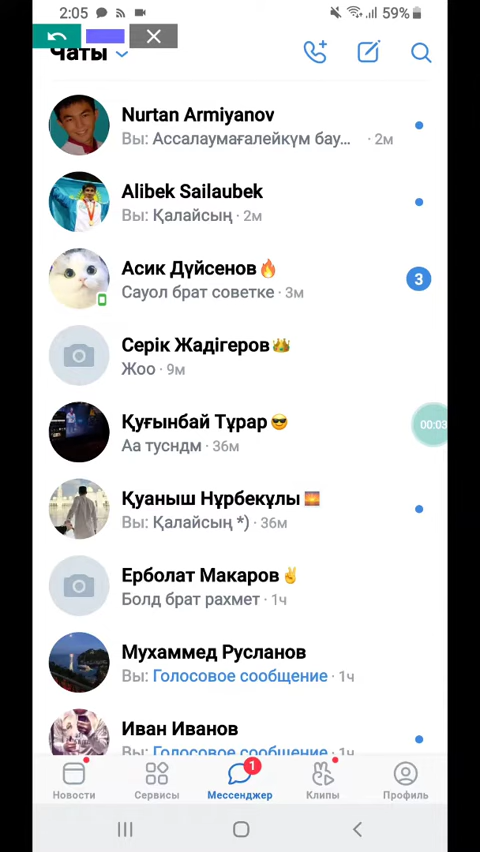 2:05 59%
Чаты
Nurtan Armiyanov
Вы: Ассалаумағалейкүм бау... · 2м
Alibek Sailaubek
Вы: Қалайсың · 2м
Асик Дүйсенов🔥
Сауол брат советке · 3м
3
Серік Жадігеров👑
Жоо · 9м
Құғынбай Тұрар😎
Аа тусндм · 36м
00:03
Қуаныш Нұрбекұлы🌅
Вы: Қалайсың *) · 36м
Ерболат Макаров✌
Болд брат рахмет · 1ч
Мухаммед Русланов
Вы: Голосовое сообщение · 1ч
Иван Иванов
Вы: Голосовое сообщение · 1ч
1
Новости Сервисы Мессенджер Клипы Профиль